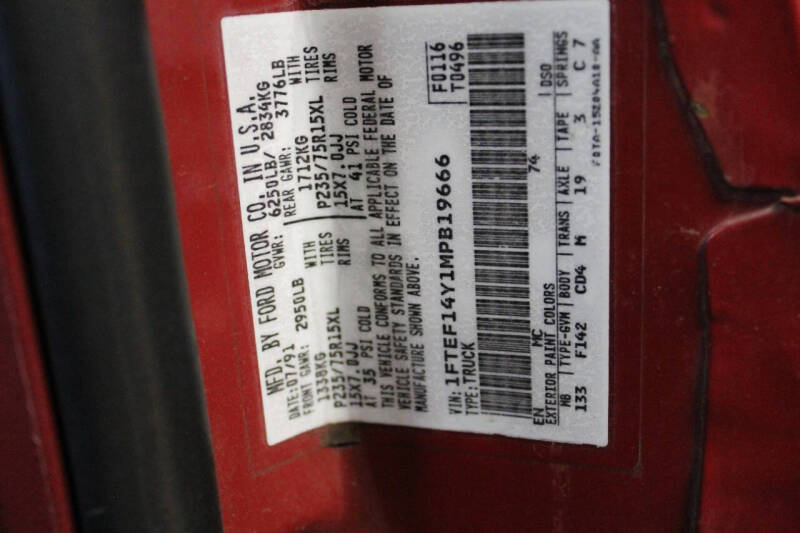 MFD. BY FORD MOTOR CO. IN U.S.A.
DATE: 07/91 GVWR: 6250LB/ 2834KG
FRONT GAWR: 2950LB REAR GAWR: 3776LB
1338KG WITH 1712KG WITH
P235/75R15XL TIRES P235/75R15XL TIRES
15X7.0JJ RIMS 15X7.0JJ RIMS
AT 35 PSI COLD AT 41 PSI COLD
THIS VEHICLE CONFORMS TO ALL APPLICABLE FEDERAL MOTOR
VEHICLE SAFETY STANDARDS IN EFFECT ON THE DATE OF
MANUFACTURE SHOWN ABOVE.
VIN: 1FTEF14Y1MPB19666 F0116
TYPE: TRUCK T0496
EN MC 74
EXTERIOR PAINT COLORS DSO
WB TYPE-GVM BODY TRANS AXLE TAPE SPRINGS
133 F142 CD4 M 19 3 C 7
F0TA-15Z04A10-AA